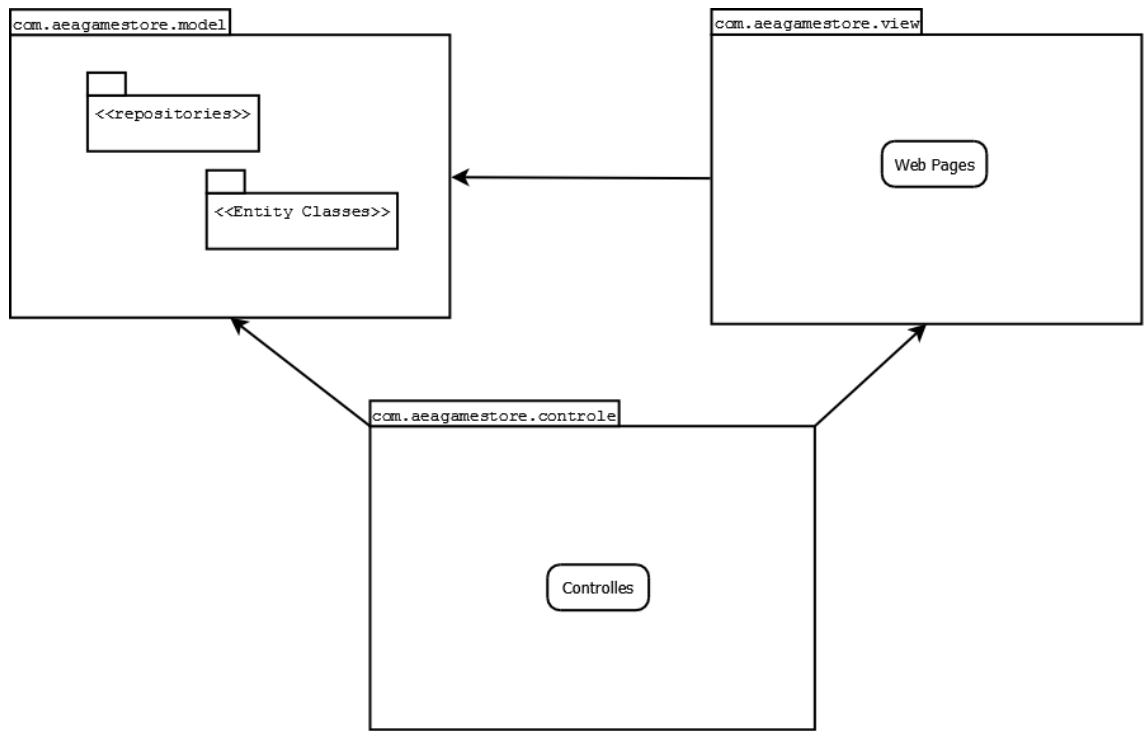 com.aeagamestore.model
com.aeagamestore.view
<<repositories>>
Web Pages
<<Entity Classes>>
com.aeagamestore.controle
Controlles